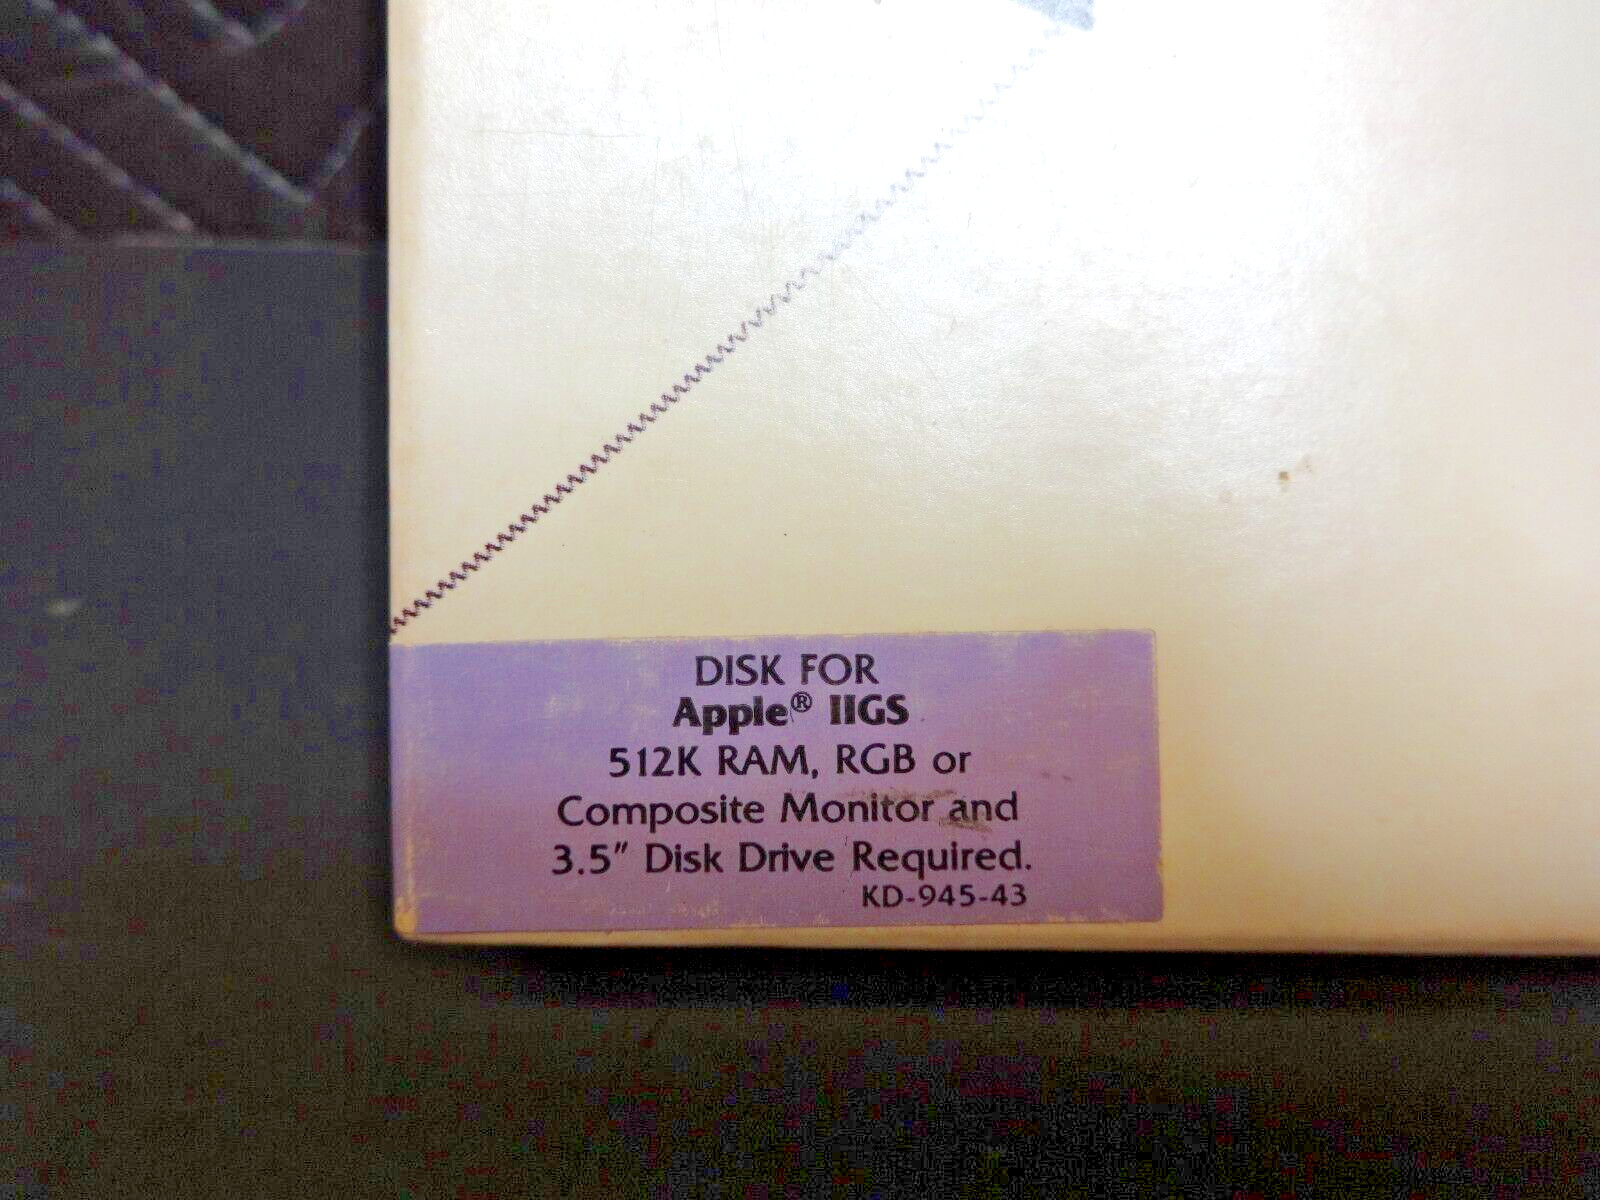 DISK FOR
Apple® IIGS
512K RAM, RGB or
Composite Monitor and
3.5" Disk Drive Required.
KD-945-43